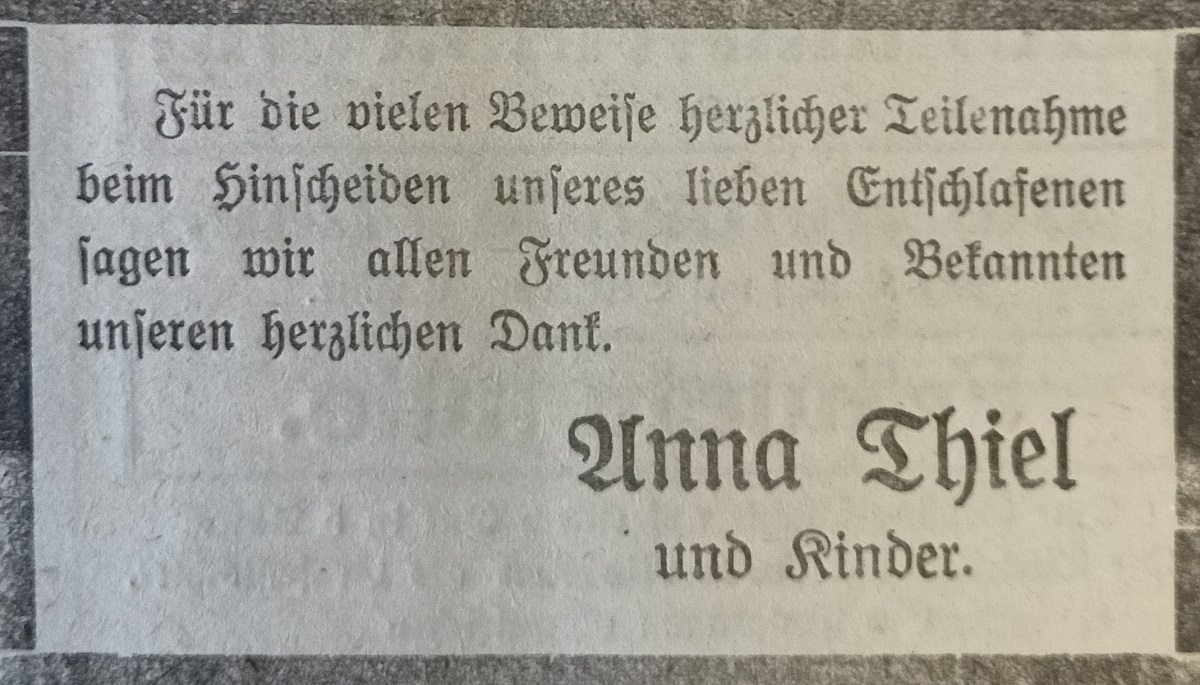 Für die vielen Beweiſe herzlicher Teilenahme
beim Hinſcheiden unſeres lieben Entſchlafenen
ſagen wir allen Freunden und Bekannten
unſeren herzlichen Dank.
Anna Thiel
und Kinder.